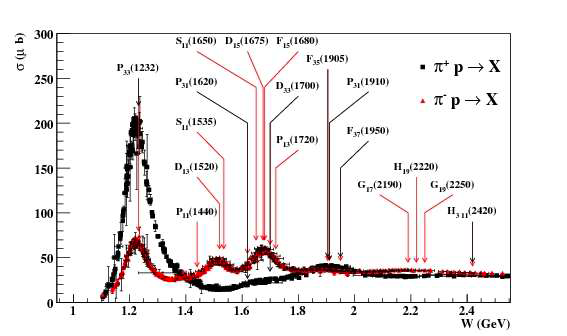 σ (μ b)
300
250
200
150
100
50
0
1
1.2
1.4
1.6
1.8
2
2.2
2.4
W (GeV)
S₁₁(1650) D₁₅(1675) F₁₅(1680)
F₃₅(1905)
P₃₃(1232)
P₃₁(1620) D₃₃(1700) P₃₁(1910)
S₁₁(1535)
F₃₇(1950)
P₁₃(1720)
D₁₃(1520) H₁₉(2220)
G₁₇(2190) G₁₉(2250)
P₁₁(1440) H₃ ₁₁(2420)
π⁺ p → X
π⁻ p → X